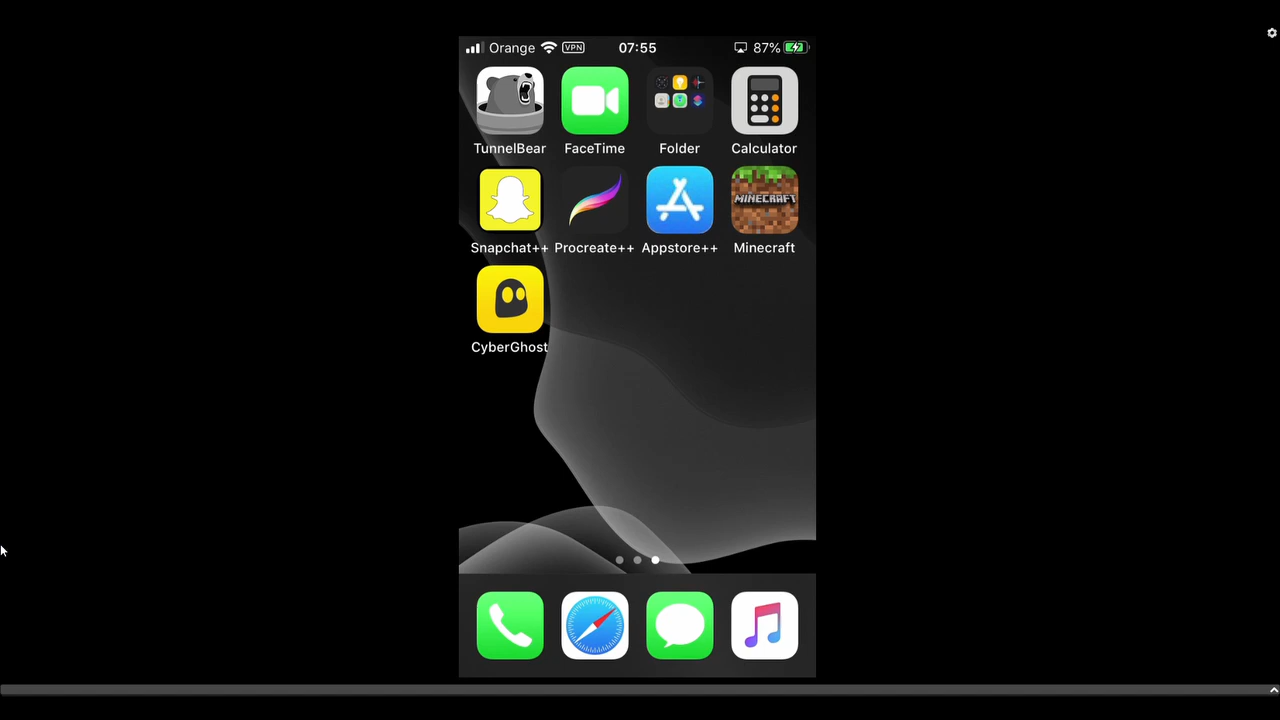 Orange VPN 07:55 87%
TunnelBear FaceTime Folder Calculator
MINECRAFT
Snapchat++ Procreate++ Appstore++ Minecraft
CyberGhost